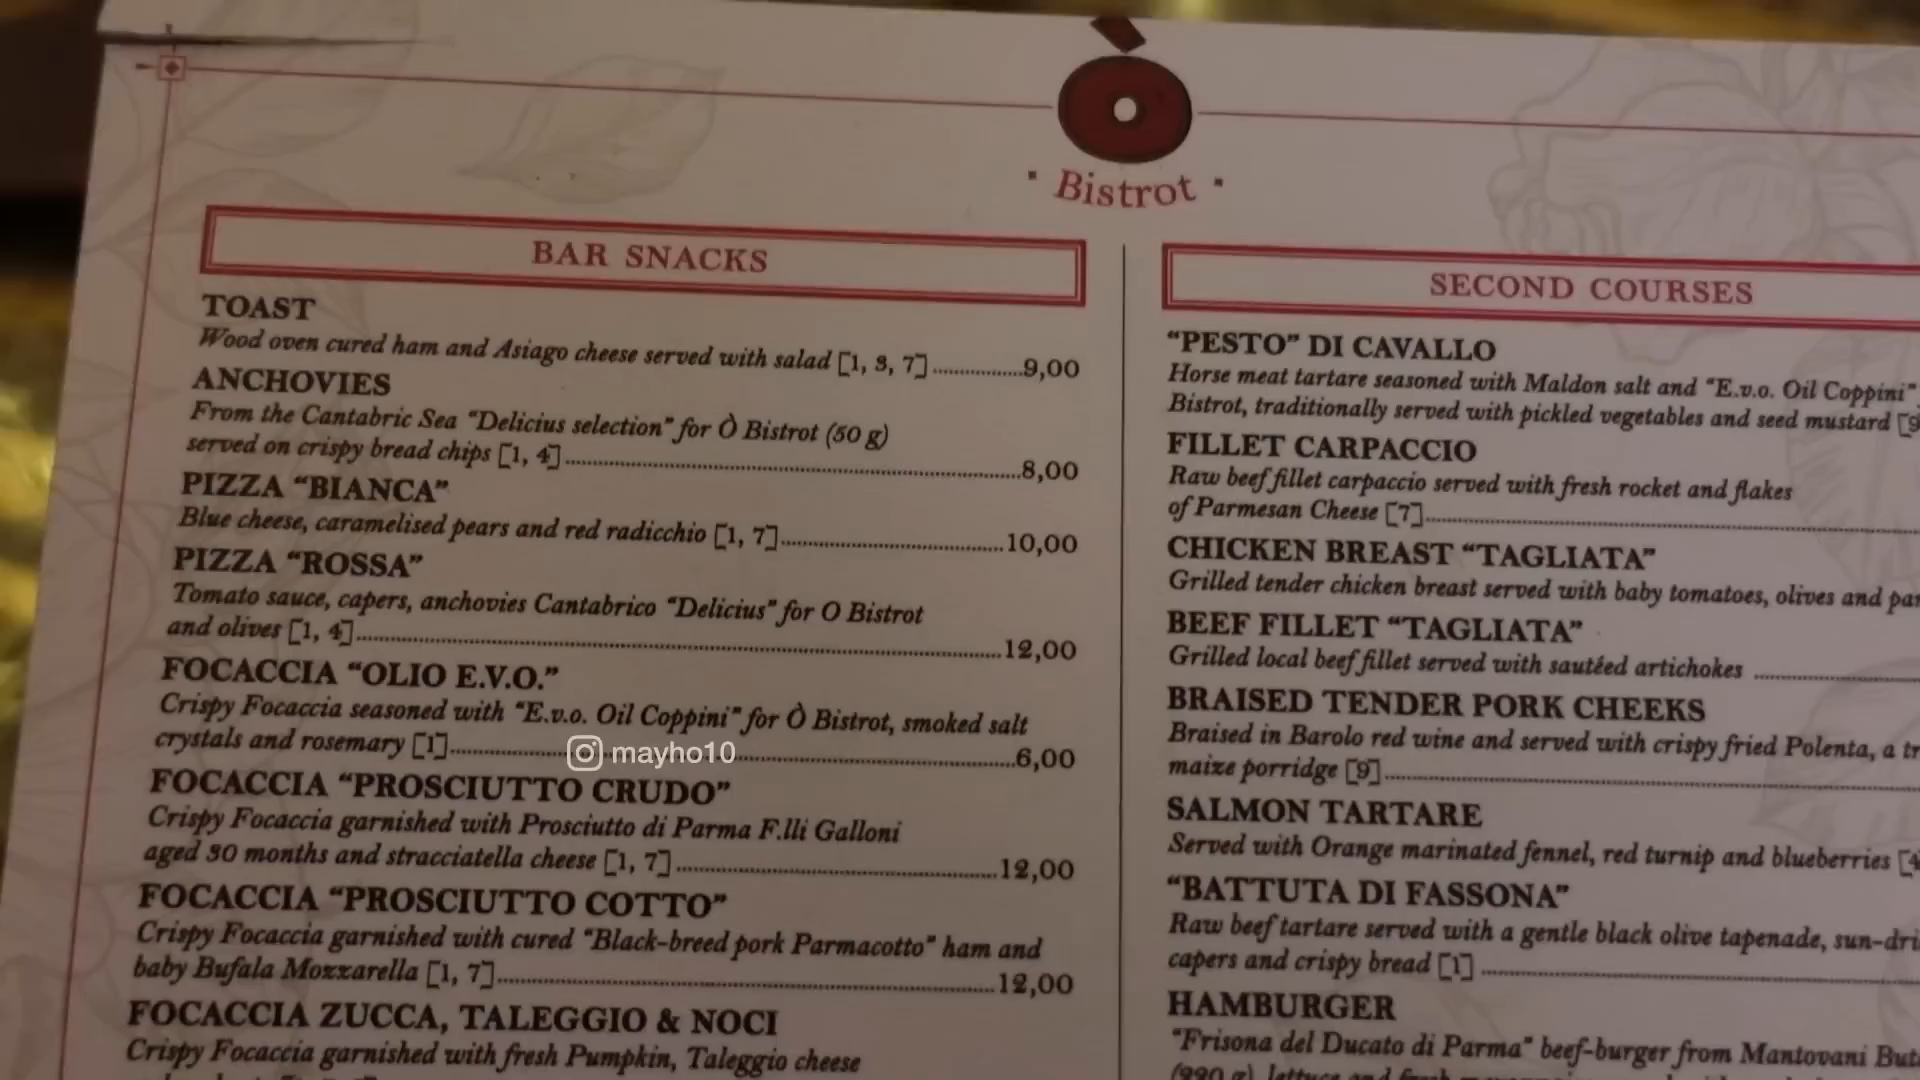 Ò
· Bistrot ·
BAR SNACKS
TOAST
Wood oven cured ham and Asiago cheese served with salad [1, 3, 7]..............9,00
ANCHOVIES
From the Cantabric Sea “Delicius selection” for Ò Bistrot (50 g)
served on crispy bread chips [1, 4]..............8,00
PIZZA “BIANCA”
Blue cheese, caramelised pears and red radicchio [1, 7]..............10,00
PIZZA “ROSSA”
Tomato sauce, capers, anchovies Cantabrico “Delicius” for O Bistrot
and olives [1, 4]..............12,00
FOCACCIA “OLIO E.V.O.”
Crispy Focaccia seasoned with “E.v.o. Oil Coppini” for Ò Bistrot, smoked salt
crystals and rosemary [1]..............6,00
mayho10
FOCACCIA “PROSCIUTTO CRUDO”
Crispy Focaccia garnished with Prosciutto di Parma F.lli Galloni
aged 30 months and stracciatella cheese [1, 7]..............12,00
FOCACCIA “PROSCIUTTO COTTO”
Crispy Focaccia garnished with cured “Black-breed pork Parmacotto” ham and
baby Bufala Mozzarella [1, 7]..............12,00
FOCACCIA ZUCCA, TALEGGIO & NOCI
Crispy Focaccia garnished with fresh Pumpkin, Taleggio cheese
SECOND COURSES
“PESTO” DI CAVALLO
Horse meat tartare seasoned with Maldon salt and “E.v.o. Oil Coppini”
Bistrot, traditionally served with pickled vegetables and seed mustard [9
FILLET CARPACCIO
Raw beef fillet carpaccio served with fresh rocket and flakes
of Parmesan Cheese [7]..............
CHICKEN BREAST “TAGLIATA”
Grilled tender chicken breast served with baby tomatoes, olives and
BEEF FILLET “TAGLIATA”
Grilled local beef fillet served with sautéed artichokes ..............
BRAISED TENDER PORK CHEEKS
Braised in Barolo red wine and served with crispy fried Polenta, a
maize porridge [9]..............
SALMON TARTARE
Served with Orange marinated fennel, red turnip and blueberries [4
“BATTUTA DI FASSONA”
Raw beef tartare served with a gentle black olive tapenade,
capers and crispy bread [1] ..............
HAMBURGER
“Frisona del Ducato di Parma” beef-burger from Mantovani